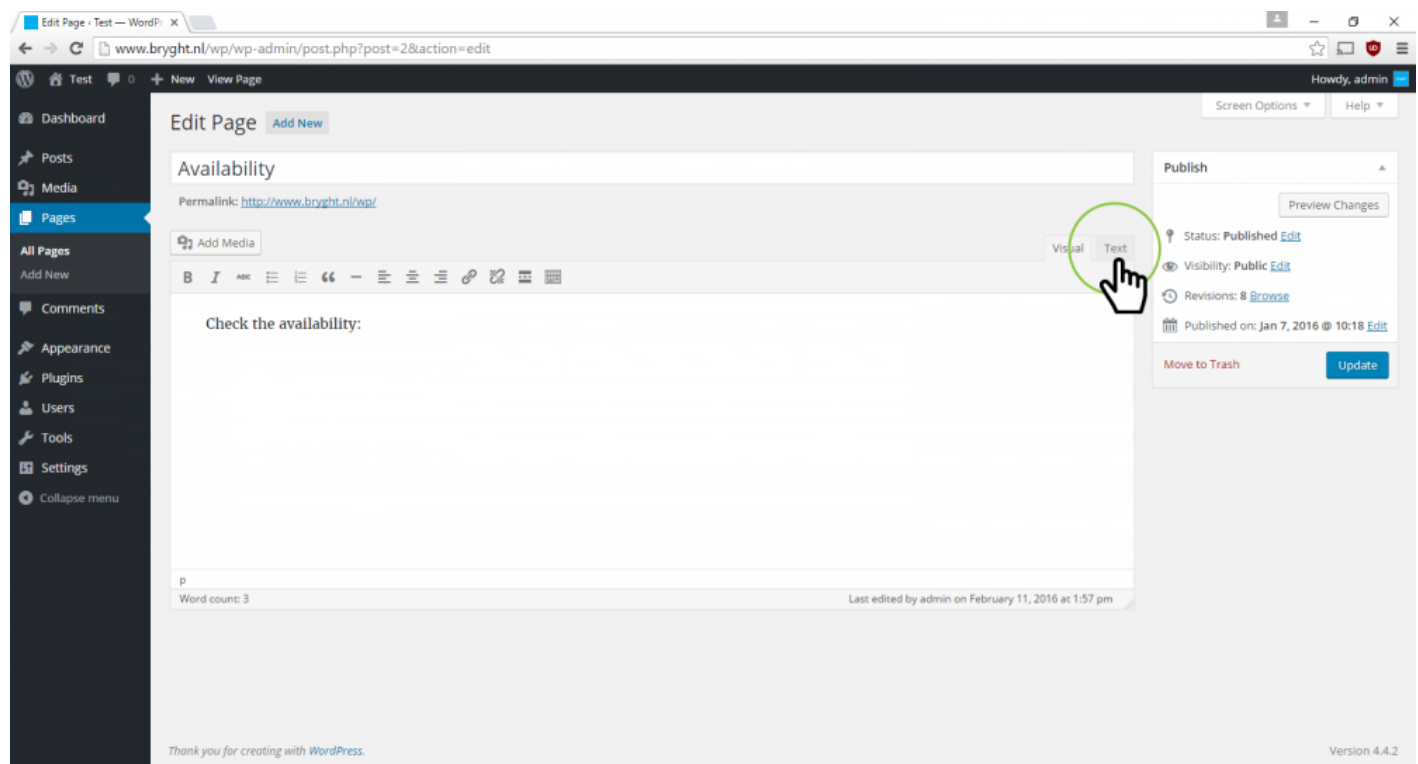 Edit Page ‹ Test — WordPr
www.bryght.nl/wp/wp-admin/post.php?post=2&action=edit
Test 0 + New View Page Howdy, admin
Screen Options Help
Dashboard
Posts
Media
Pages
All Pages
Add New
Comments
Appearance
Plugins
Users
Tools
Settings
Collapse menu
Edit Page Add New
Availability
Permalink: http://www.bryght.nl/wp/
Add Media
Visual Text
B I ABC
Check the availability:
p
Word count: 3 Last edited by admin on February 11, 2016 at 1:57 pm
Publish
Preview Changes
Status: Published Edit
Visibility: Public Edit
Revisions: 8 Browse
Published on: Jan 7, 2016 @ 10:18 Edit
Move to Trash Update
Thank you for creating with WordPress. Version 4.4.2